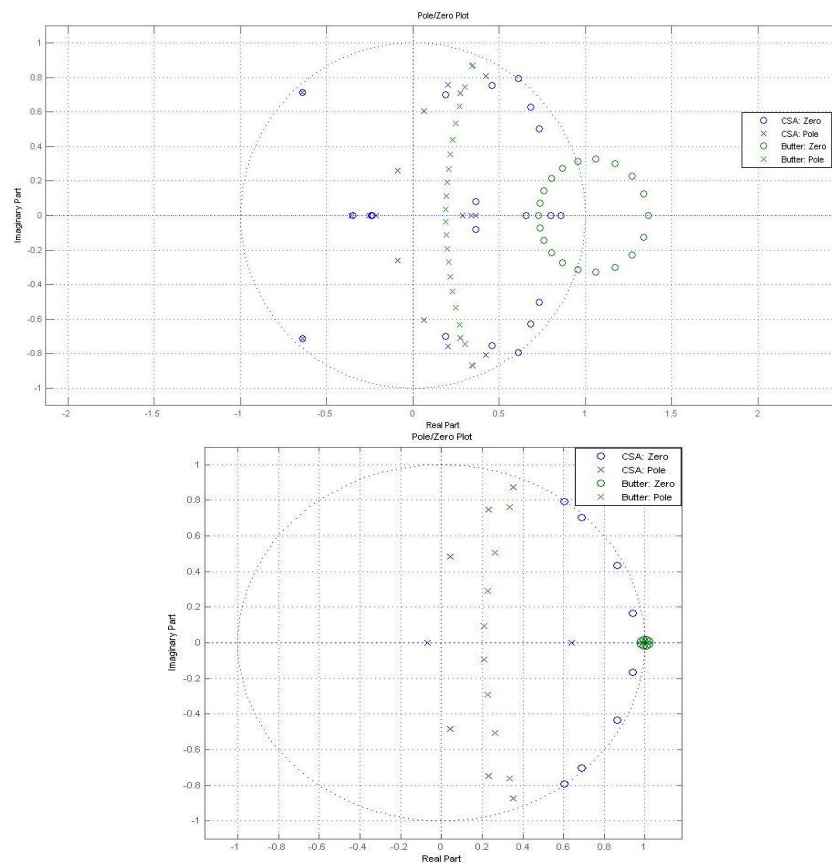 Pole/Zero Plot
1
0.8
0.6
0.4
0.2
0
-0.2
-0.4
-0.6
-0.8
-1
Imaginary Part
CSA: Zero
CSA: Pole
Butter: Zero
Butter: Pole
-2 -1.5 -1 -0.5 0 0.5 1 1.5 2
Real Part
Pole/Zero Plot
1
0.8
0.6
0.4
0.2
0
-0.2
-0.4
-0.6
-0.8
-1
Imaginary Part
CSA: Zero
CSA: Pole
Butter: Zero
Butter: Pole
-1 -0.8 -0.6 -0.4 -0.2 0 0.2 0.4 0.6 0.8 1
Real Part